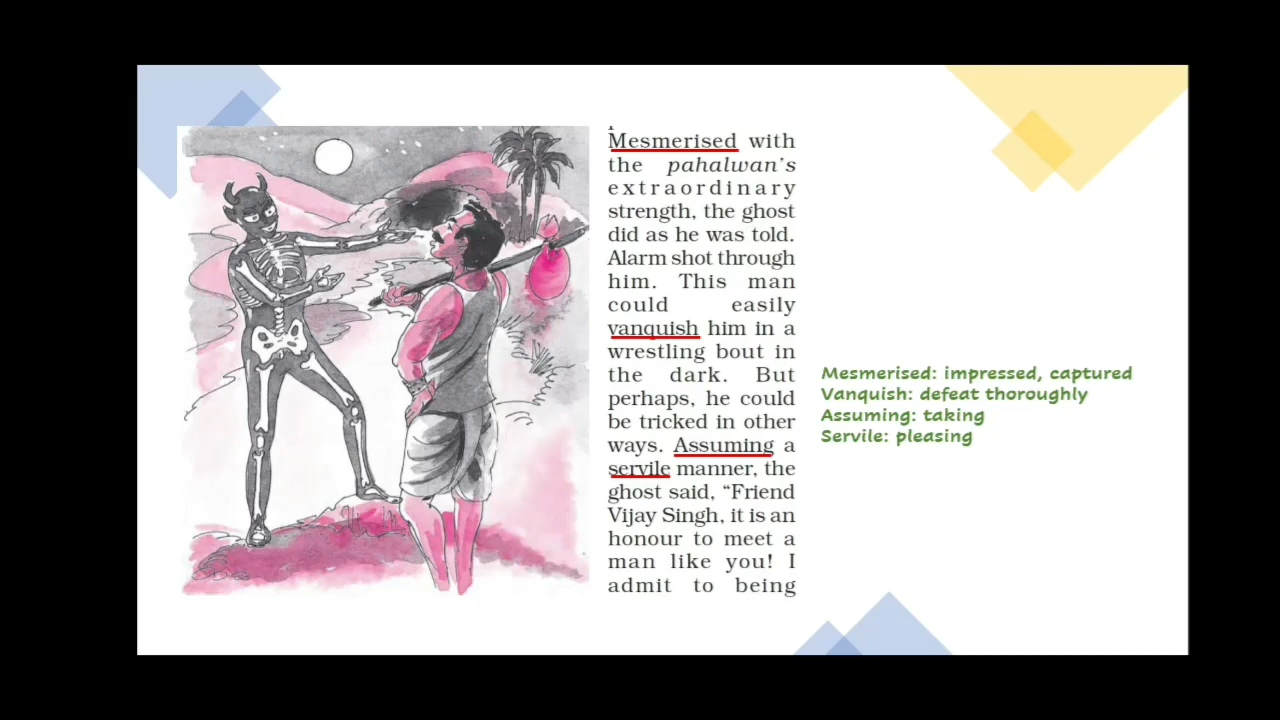 Mesmerised with
the pahalwan's
extraordinary
strength, the ghost
did as he was told.
Alarm shot through
him. This man
could easily
vanquish him in a
wrestling bout in
the dark. But
perhaps, he could
be tricked in other
ways. Assuming a
servile manner, the
ghost said, “Friend
Vijay Singh, it is an
honour to meet a
man like you! I
admit to being
Mesmerised: impressed, captured
Vanquish: defeat thoroughly
Assuming: taking
Servile: pleasing